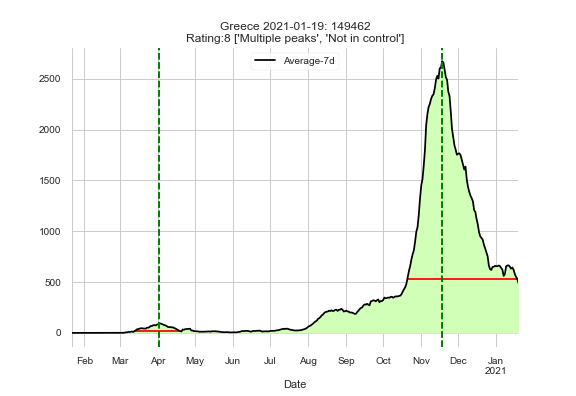 Greece 2021-01-19: 149462
Rating:8 ['Multiple peaks', 'Not in control']
Average-7d
2500
2000
1500
1000
500
0
Feb Mar Apr May Jun Jul Aug Sep Oct Nov Dec Jan
2021
Date